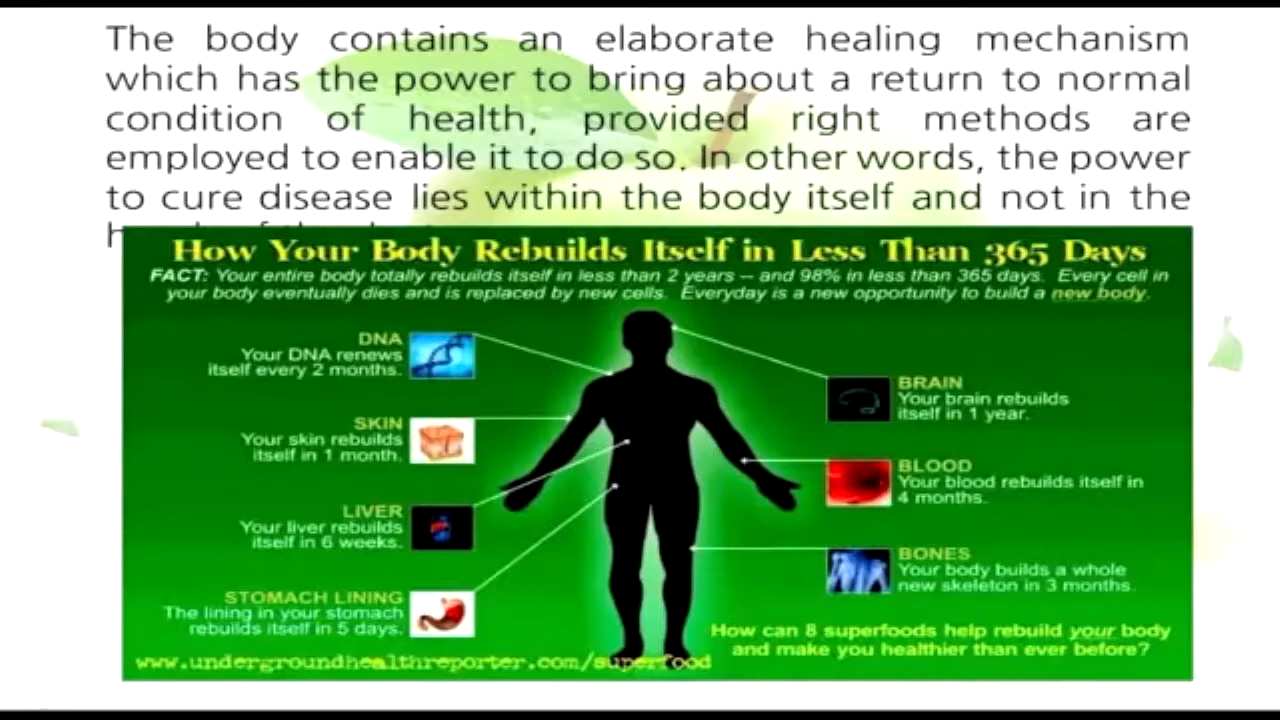 The body contains an elaborate healing mechanism
which has the power to bring about a return to normal
condition of health, provided right methods are
employed to enable it to do so. In other words, the power
to cure disease lies within the body itself and not in the
How Your Body Rebuilds Itself in Less Than 365 Days
FACT: Your entire body totally rebuilds itself in less than 2 years – and 98% in less than 365 days. Every cell in
your body eventually dies and is replaced by new cells. Everyday is a new opportunity to build a new body.
DNA
Your DNA renews
itself every 2 months.
SKIN
Your skin rebuilds
itself in 1 month.
LIVER
Your liver rebuilds
itself in 6 weeks.
STOMACH LINING
The lining in your stomach
rebuilds itself in 5 days.
BRAIN
Your brain rebuilds
itself in 1 year.
BLOOD
Your blood rebuilds itself in
4 months.
BONES
Your body builds a whole
new skeleton in 3 months.
How can 8 superfoods help rebuild your body
and make you healthier than ever before?
www.undergroundhealthreporter.com/superfood